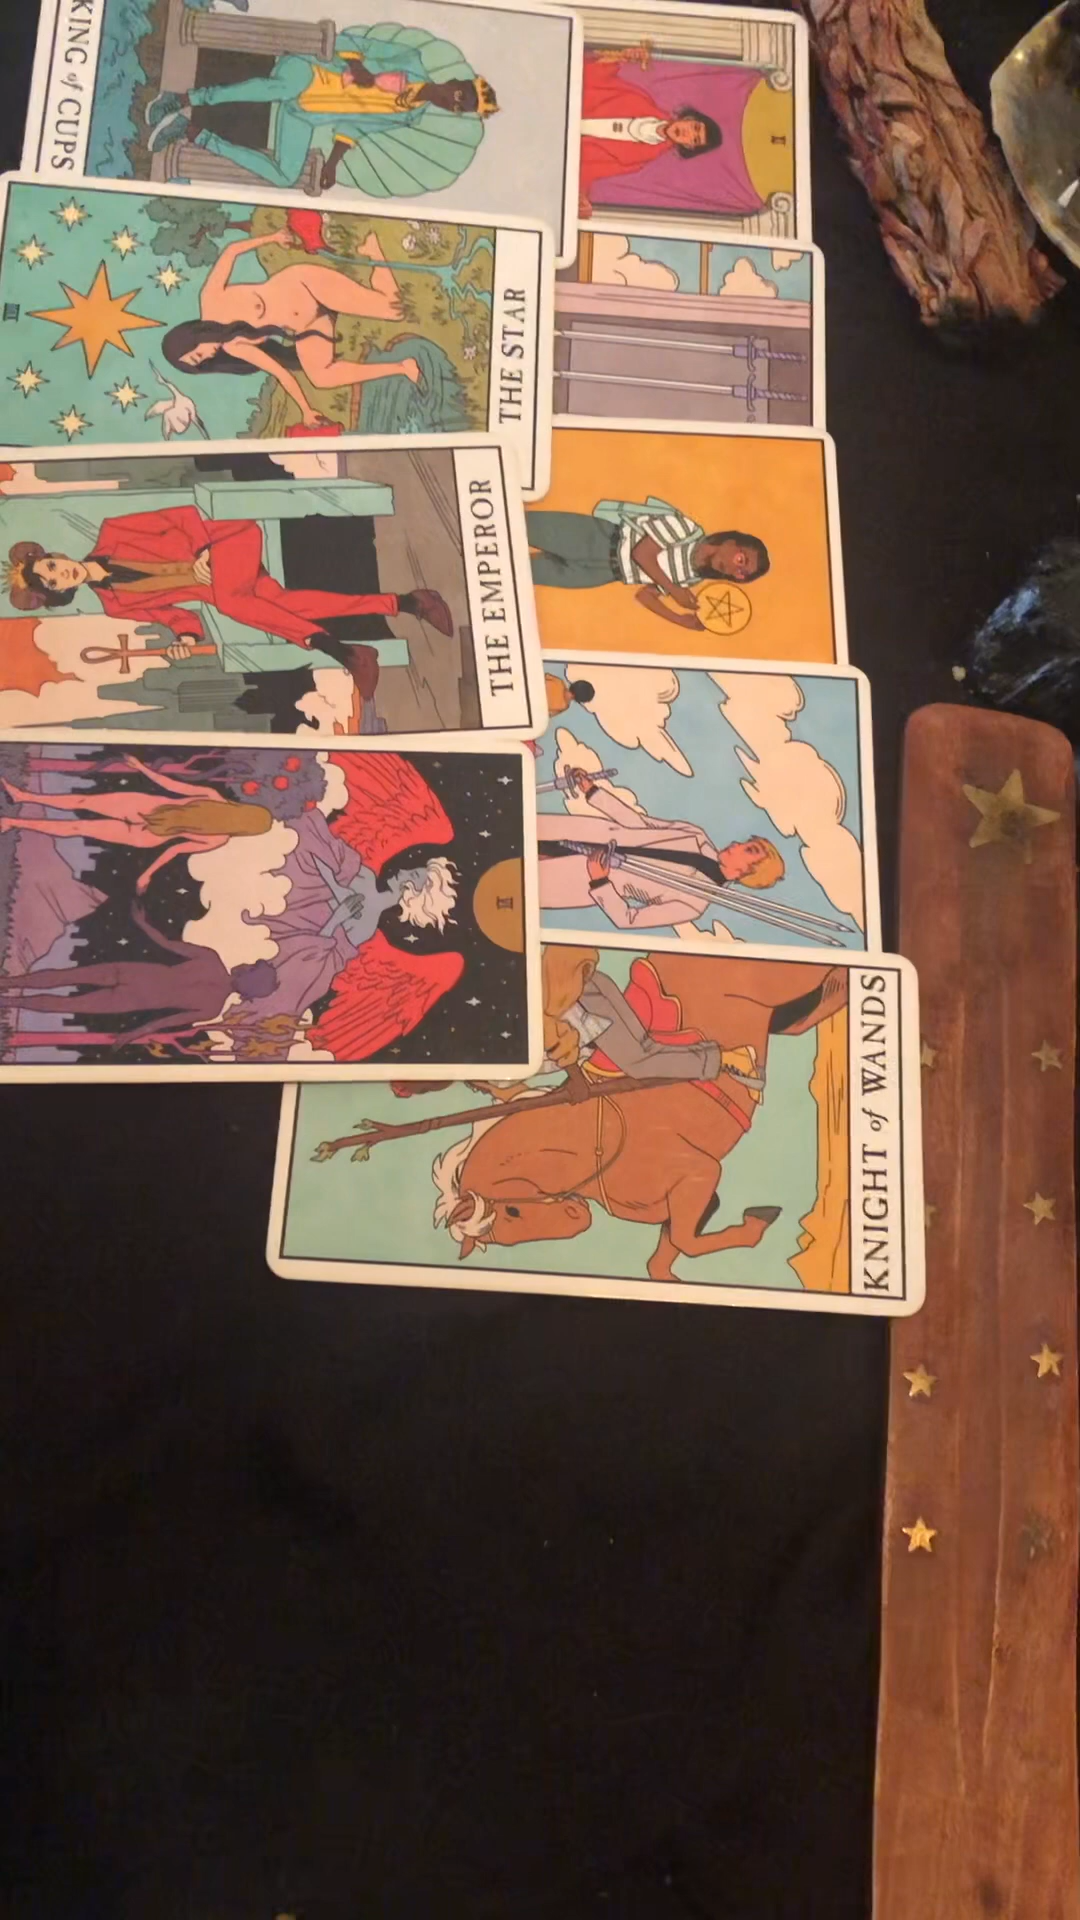 KING of CUPS
THE STAR
THE EMPEROR
KNIGHT of WANDS